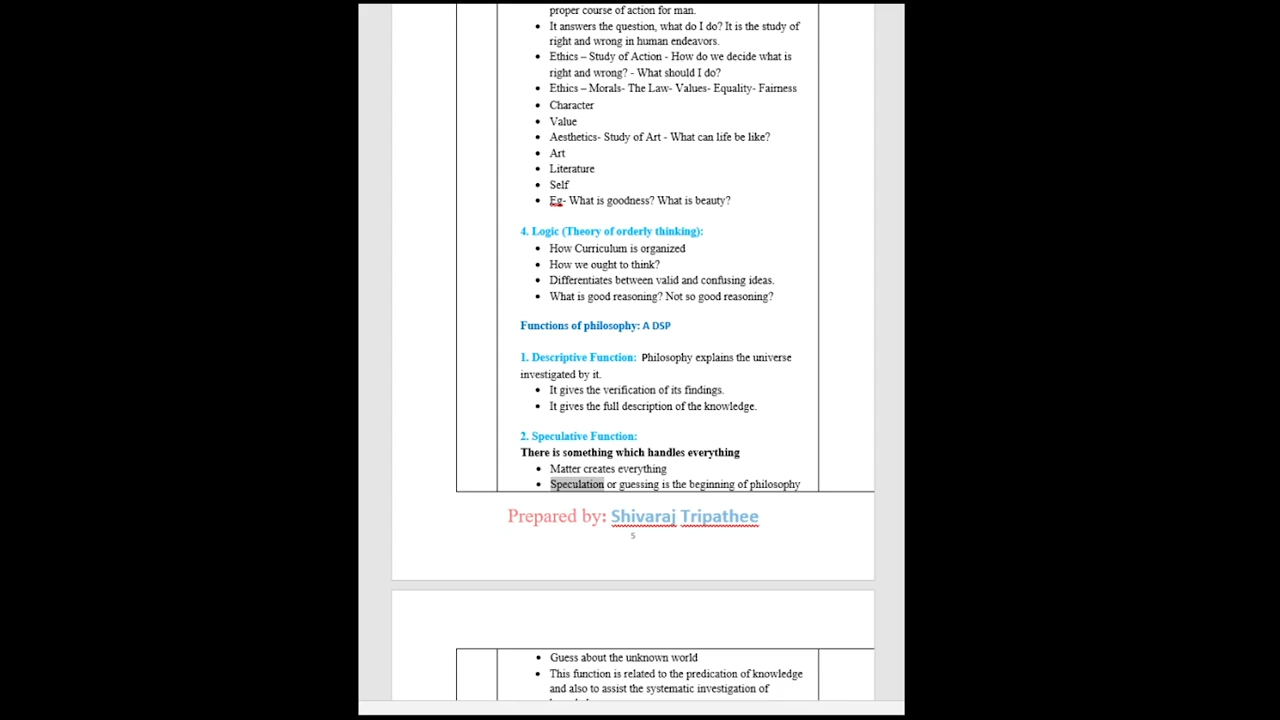 proper course of action for man.
• It answers the question, what do I do? It is the study of
right and wrong in human endeavors.
• Ethics – Study of Action - How do we decide what is
right and wrong? - What should I do?
• Ethics – Morals- The Law- Values- Equality- Fairness
• Character
• Value
• Aesthetics- Study of Art - What can life be like?
• Art
• Literature
• Self
• Eg- What is goodness? What is beauty?
4. Logic (Theory of orderly thinking):
• How Curriculum is organized
• How we ought to think?
• Differentiates between valid and confusing ideas.
• What is good reasoning? Not so good reasoning?
Functions of philosophy: A DSP
1. Descriptive Function: Philosophy explains the universe
investigated by it.
• It gives the verification of its findings.
• It gives the full description of the knowledge.
2. Speculative Function:
There is something which handles everything
• Matter creates everything
• Speculation or guessing is the beginning of philosophy
Prepared by: Shivaraj Tripathee
5
• Guess about the unknown world
• This function is related to the predication of knowledge
and also to assist the systematic investigation of